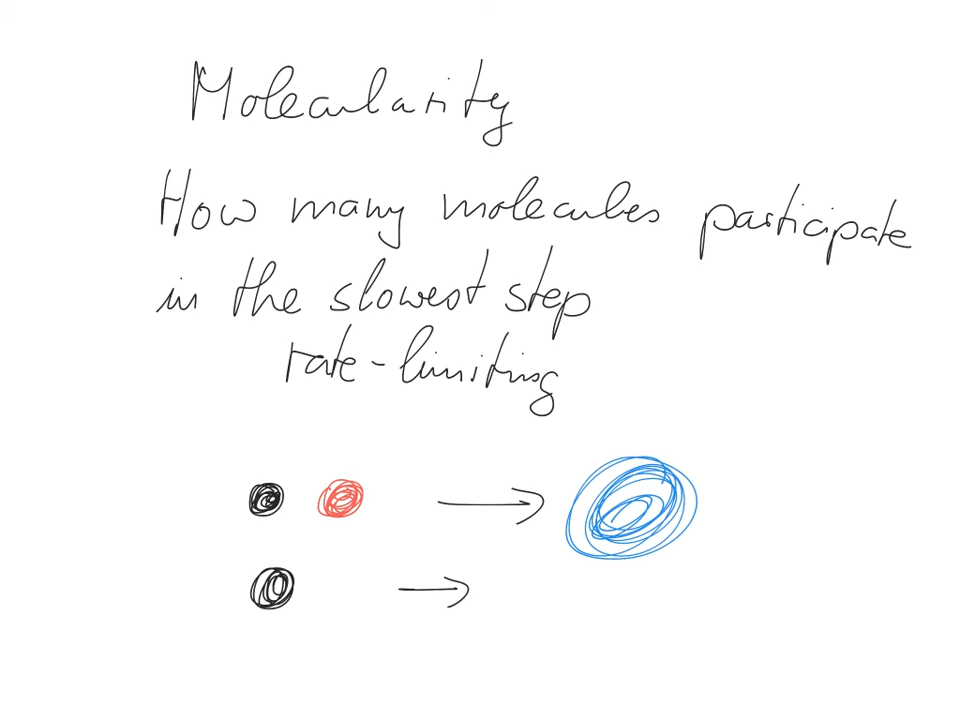 Molecularity
How many molecules participate
in the slowest step
rate-limiting